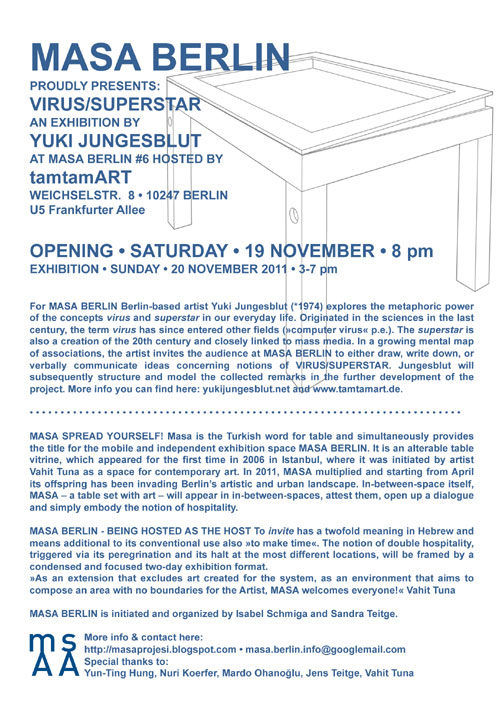 MASA BERLIN
PROUDLY PRESENTS:
VIRUS/SUPERSTAR
AN EXHIBITION BY
YUKI JUNGESBLUT
AT MASA BERLIN #6 HOSTED BY
tamtamART
WEICHSELSTR. 8 • 10247 BERLIN
U5 Frankfurter Allee
OPENING • SATURDAY • 19 NOVEMBER • 8 pm
EXHIBITION • SUNDAY • 20 NOVEMBER 2011 • 3-7 pm
For MASA BERLIN Berlin-based artist Yuki Jungesblut (*1974) explores the metaphoric power
of the concepts virus and superstar in our everyday life. Originated in the sciences in the last
century, the term virus has since entered other fields (»computer virus« p.e.). The superstar is
also a creation of the 20th century and closely linked to mass media. In a growing mental map
of associations, the artist invites the audience at MASA BERLIN to either draw, write down, or
verbally communicate ideas concerning notions of VIRUS/SUPERSTAR. Jungesblut will
subsequently structure and model the collected remarks in the further development of the
project. More info you can find here: yukijungesblut.net and www.tamtamart.de.
MASA SPREAD YOURSELF! Masa is the Turkish word for table and simultaneously provides
the title for the mobile and independent exhibition space MASA BERLIN. It is an alterable table
vitrine, which appeared for the first time in 2006 in Istanbul, where it was initiated by artist
Vahit Tuna as a space for contemporary art. In 2011, MASA multiplied and starting from April
its offspring has been invading Berlin's artistic and urban landscape. In-between-space itself,
MASA – a table set with art – will appear in in-between-spaces, attest them, open up a dialogue
and simply embody the notion of hospitality.
MASA BERLIN - BEING HOSTED AS THE HOST To invite has a twofold meaning in Hebrew and
means additional to its conventional use also »to make time«. The notion of double hospitality,
triggered via its peregrination and its halt at the most different locations, will be framed by a
condensed and focused two-day exhibition format.
»As an extension that excludes art created for the system, as an environment that aims to
compose an area with no boundaries for the Artist, MASA welcomes everyone!« Vahit Tuna
MASA BERLIN is initiated and organized by Isabel Schmiga and Sandra Teitge.
m s
A A
More info & contact here:
http://masaprojesi.blogspot.com • masa.berlin.info@googlemail.com
Special thanks to:
Yun-Ting Hung, Nuri Koerfer, Mardo Ohanoğlu, Jens Teitge, Vahit Tuna